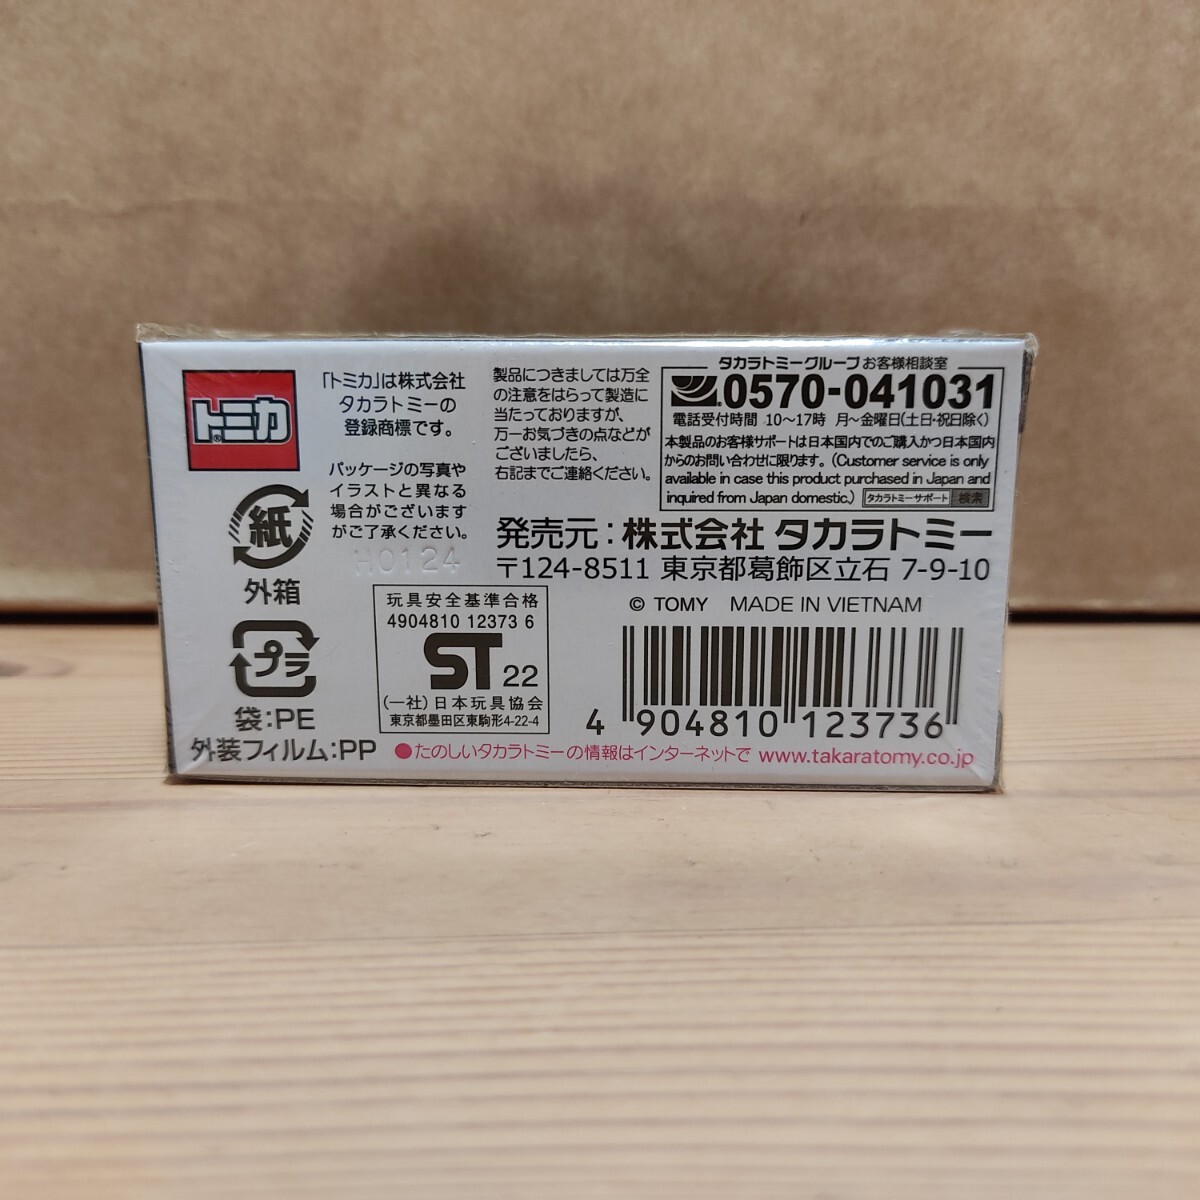 トミカ®
「トミカ」は株式会社
タカラトミーの
登録商標です。
パッケージの写真や
イラストと異なる
場合がございます
がご了承ください。
H0124
紙
外箱
プラ
袋:PE
外装フィルム:PP
製品につきましては万全
の注意をはらって製造に
当たっておりますが、
万一お気づきの点などが
ございましたら、
右記までご連絡ください。
タカラトミーグループ お客様相談室
0570-041031
電話受付時間 10〜17時 月〜金曜日(土日・祝日除く)
本製品のお客様サポートは日本国内でのご購入かつ日本国内
からのお問い合わせに限ります。(Customer service is only
available in case this product purchased in Japan and
inquired from Japan domestic.) タカラトミーサポート 検索
発売元:株式会社 タカラトミー
〒124-8511 東京都葛飾区立石 7-9-10
© TOMY MADE IN VIETNAM
玩具安全基準合格
4904810 12373 6
ST 22
(一社)日本玩具協会
東京都墨田区東駒形4-22-4
4 904810 123736
●たのしいタカラトミーの情報はインターネットで www.takaratomy.co.jp